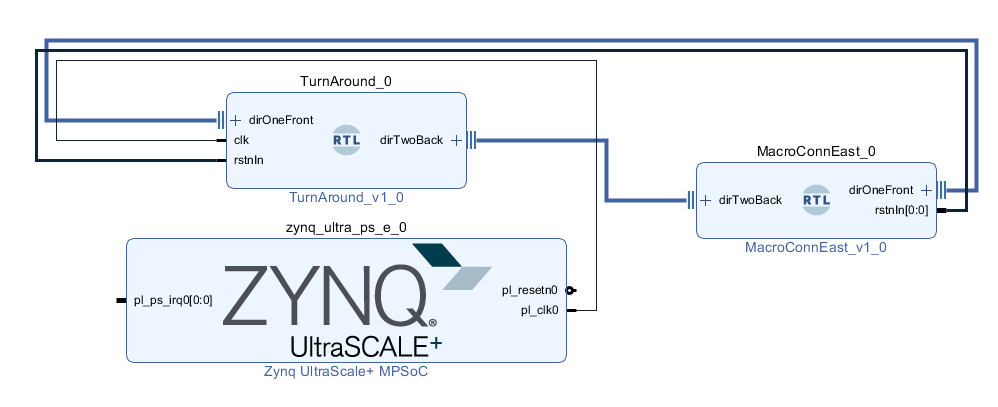 TurnAround_0
dirOneFront
clk
rstnIn
RTL
dirTwoBack
TurnAround_v1_0
MacroConnEast_0
dirTwoBack
RTL
dirOneFront
rstnIn[0:0]
MacroConnEast_v1_0
zynq_ultra_ps_e_0
pl_ps_irq0[0:0]
ZYNQ®
UltraSCALE+
pl_resetn0
pl_clk0
Zynq UltraScale+ MPSoC